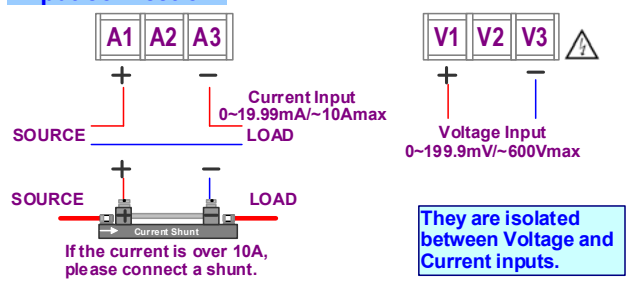 A1 A2 A3
V1 V2 V3
+ −
+ −
Current Input
0~19.99mA/~10Amax
SOURCE LOAD
Voltage Input
0~199.9mV/~600Vmax
+ −
SOURCE LOAD
Current Shunt
If the current is over 10A,
please connect a shunt.
They are isolated
between Voltage and
Current inputs.